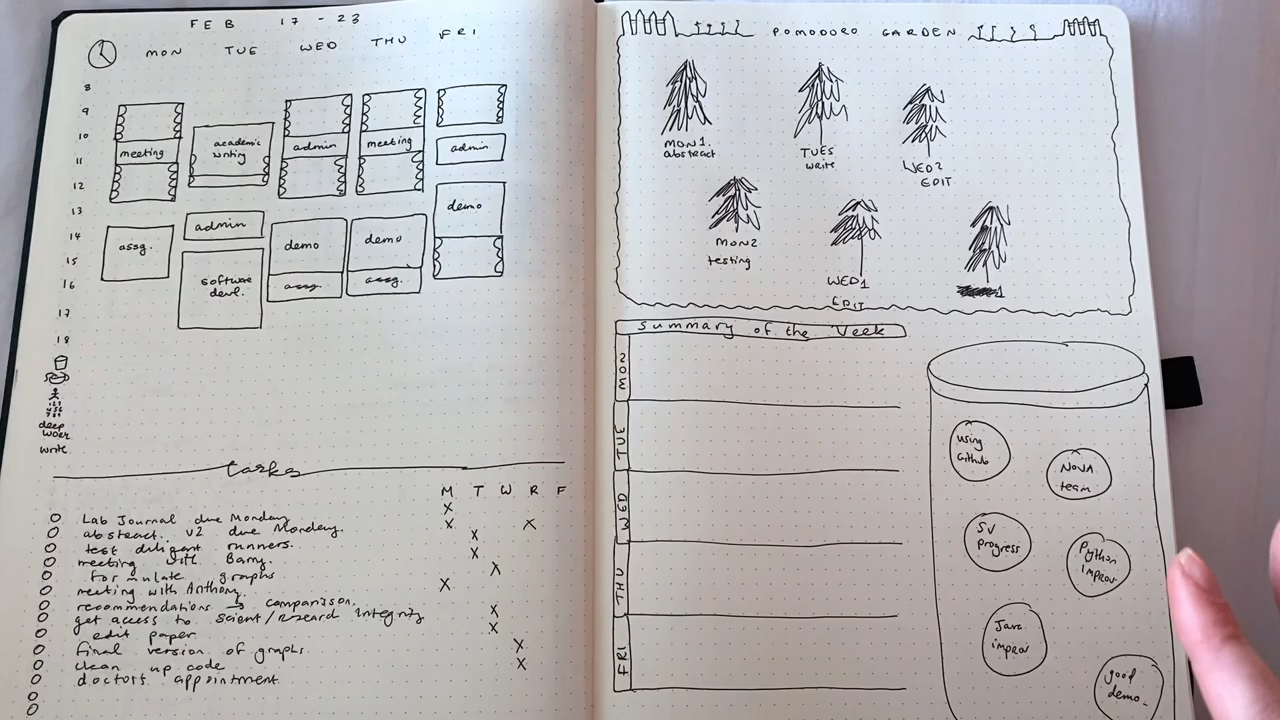 FEB 17 - 23
MON TUE WED THU FRI
8
9
10
11
12
13
14
15
16
17
18
meeting
academic
writing
admin
meeting
admin
assg.
admin
software
devl.
demo
assg.
demo
assg.
demo
deep
work
write
tasks
M T W R F
Lab Journal due Monday
abstract v2 due Monday.
test diligent runners.
meeting with Barry.
formulate graphs
meeting with Anthony.
recommendations → comparison.
get access to scient/research integrity
edit paper
final version of graphs
clean up code
doctors appointment
POMODORO GARDEN
MON1.
abstract
TUES
write
WED2
EDIT
MON2
testing
WED1
EDIT
1
Summary of the Week
MON
TUE
WED
THU
FRI
using
Github
NOVA
team
SV
progress
Python
improv
Java
improv
good
demo